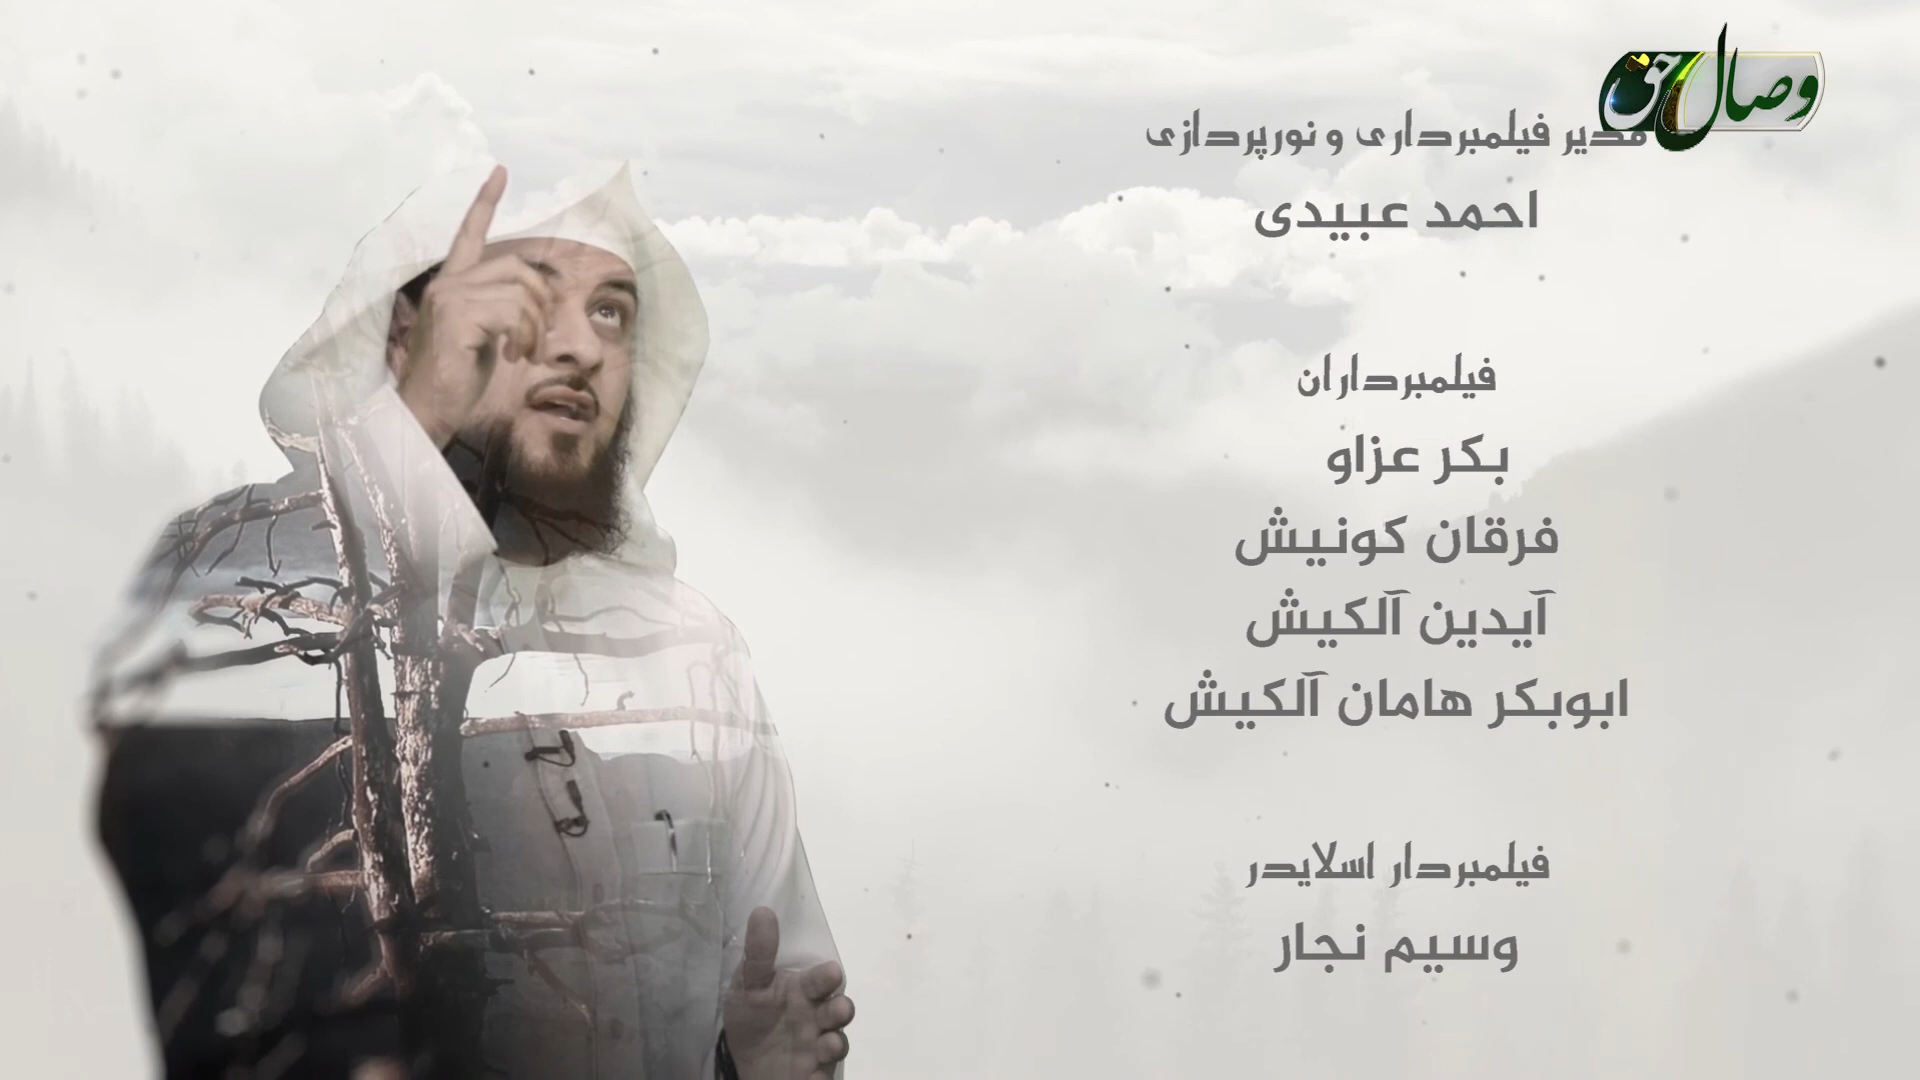 وصال حق
مدیر فیلمبرداری و نورپردازی
احمد عبیدی
فیلمبرداران
بکر عزاو
فرقان کونیش
آیدین آلکیش
ابوبکر هامان آلکیش
فیلمبردار اسلایدر
وسیم نجار